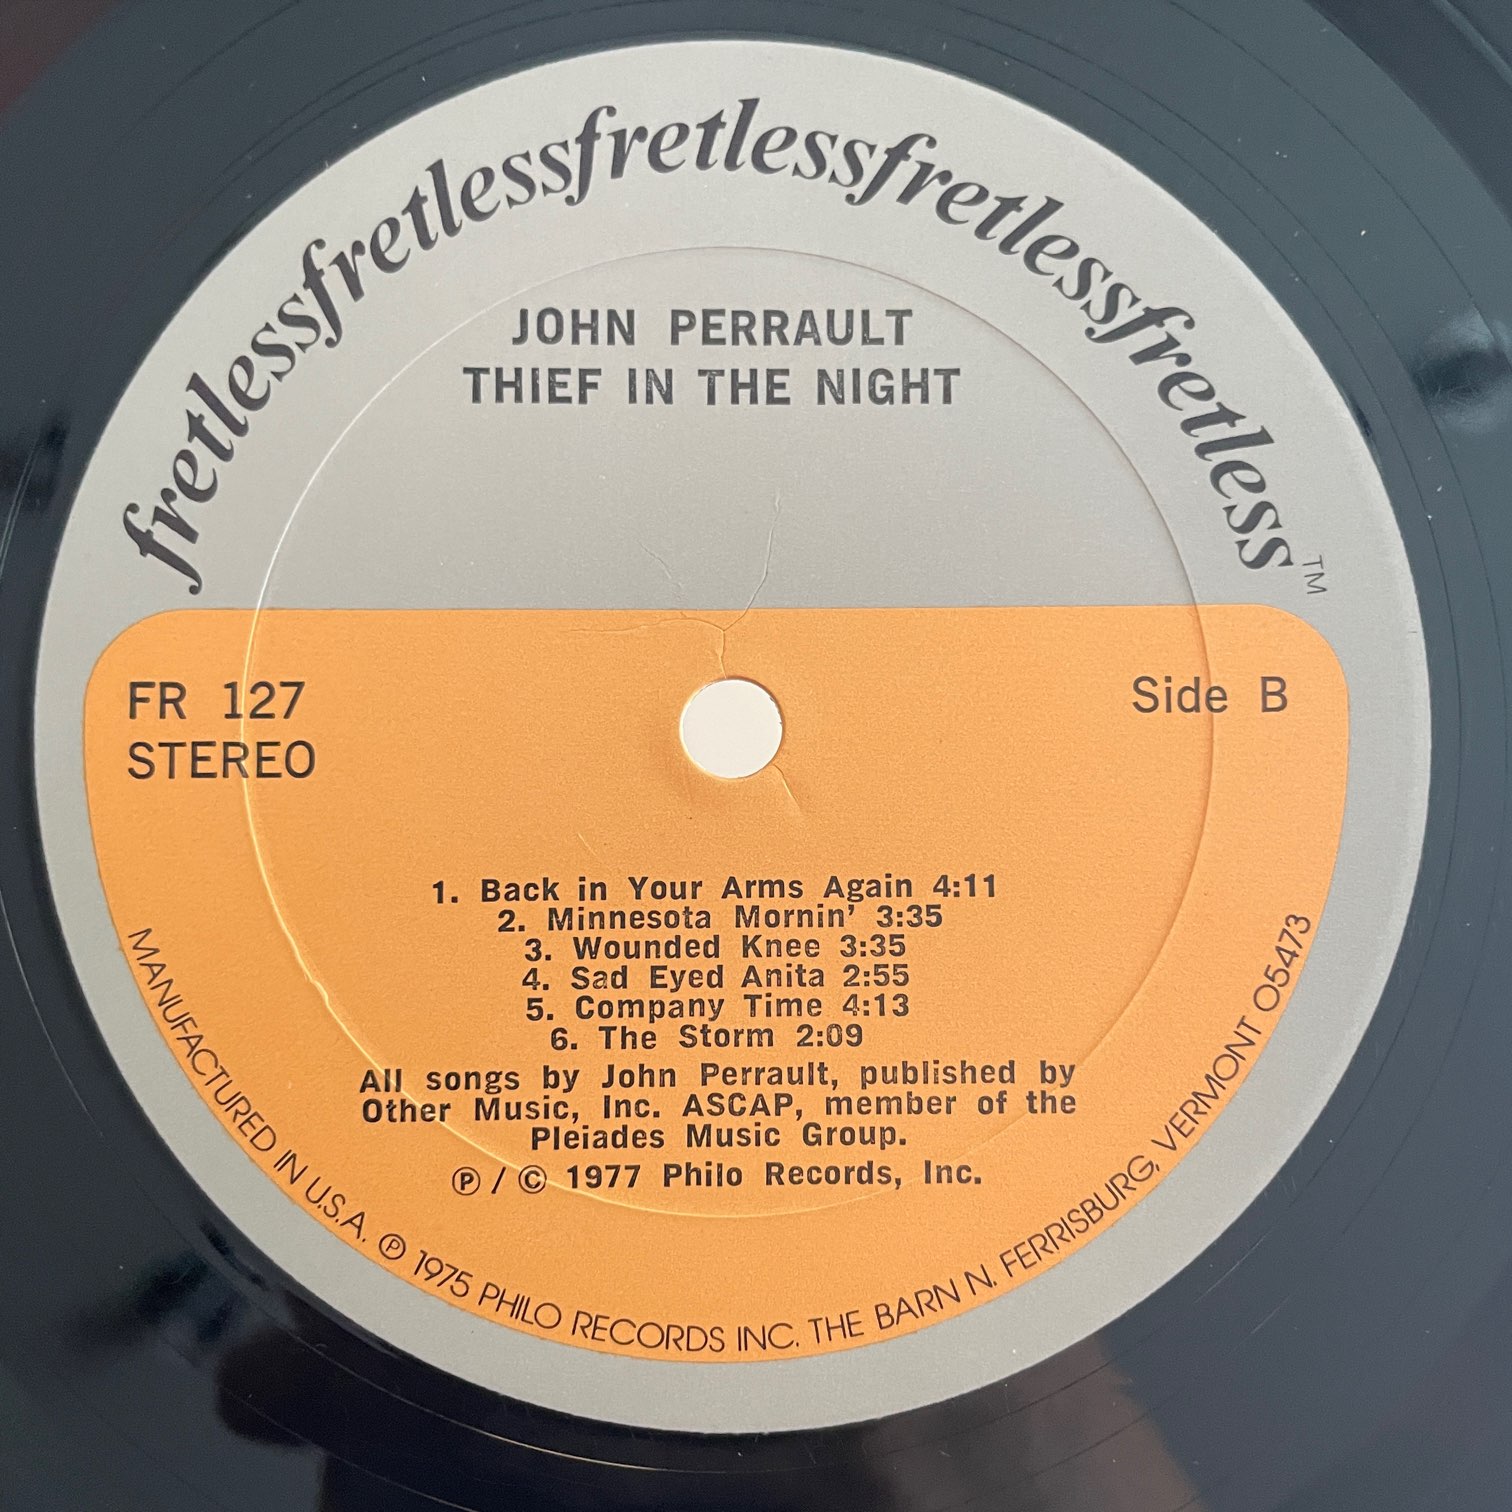 fretlessfretlessfretlessfretlessfretless™
JOHN PERRAULT
THIEF IN THE NIGHT
FR 127
STEREO
Side B
1. Back in Your Arms Again 4:11
2. Minnesota Mornin' 3:35
3. Wounded Knee 3:35
4. Sad Eyed Anita 2:55
5. Company Time 4:13
6. The Storm 2:09
All songs by John Perrault, published by
Other Music, Inc. ASCAP, member of the
Pleiades Music Group.
Ⓟ / © 1977 Philo Records, Inc.
MANUFACTURED IN U.S.A. Ⓟ 1975 PHILO RECORDS INC. THE BARN N. FERRISBURG, VERMONT 05473